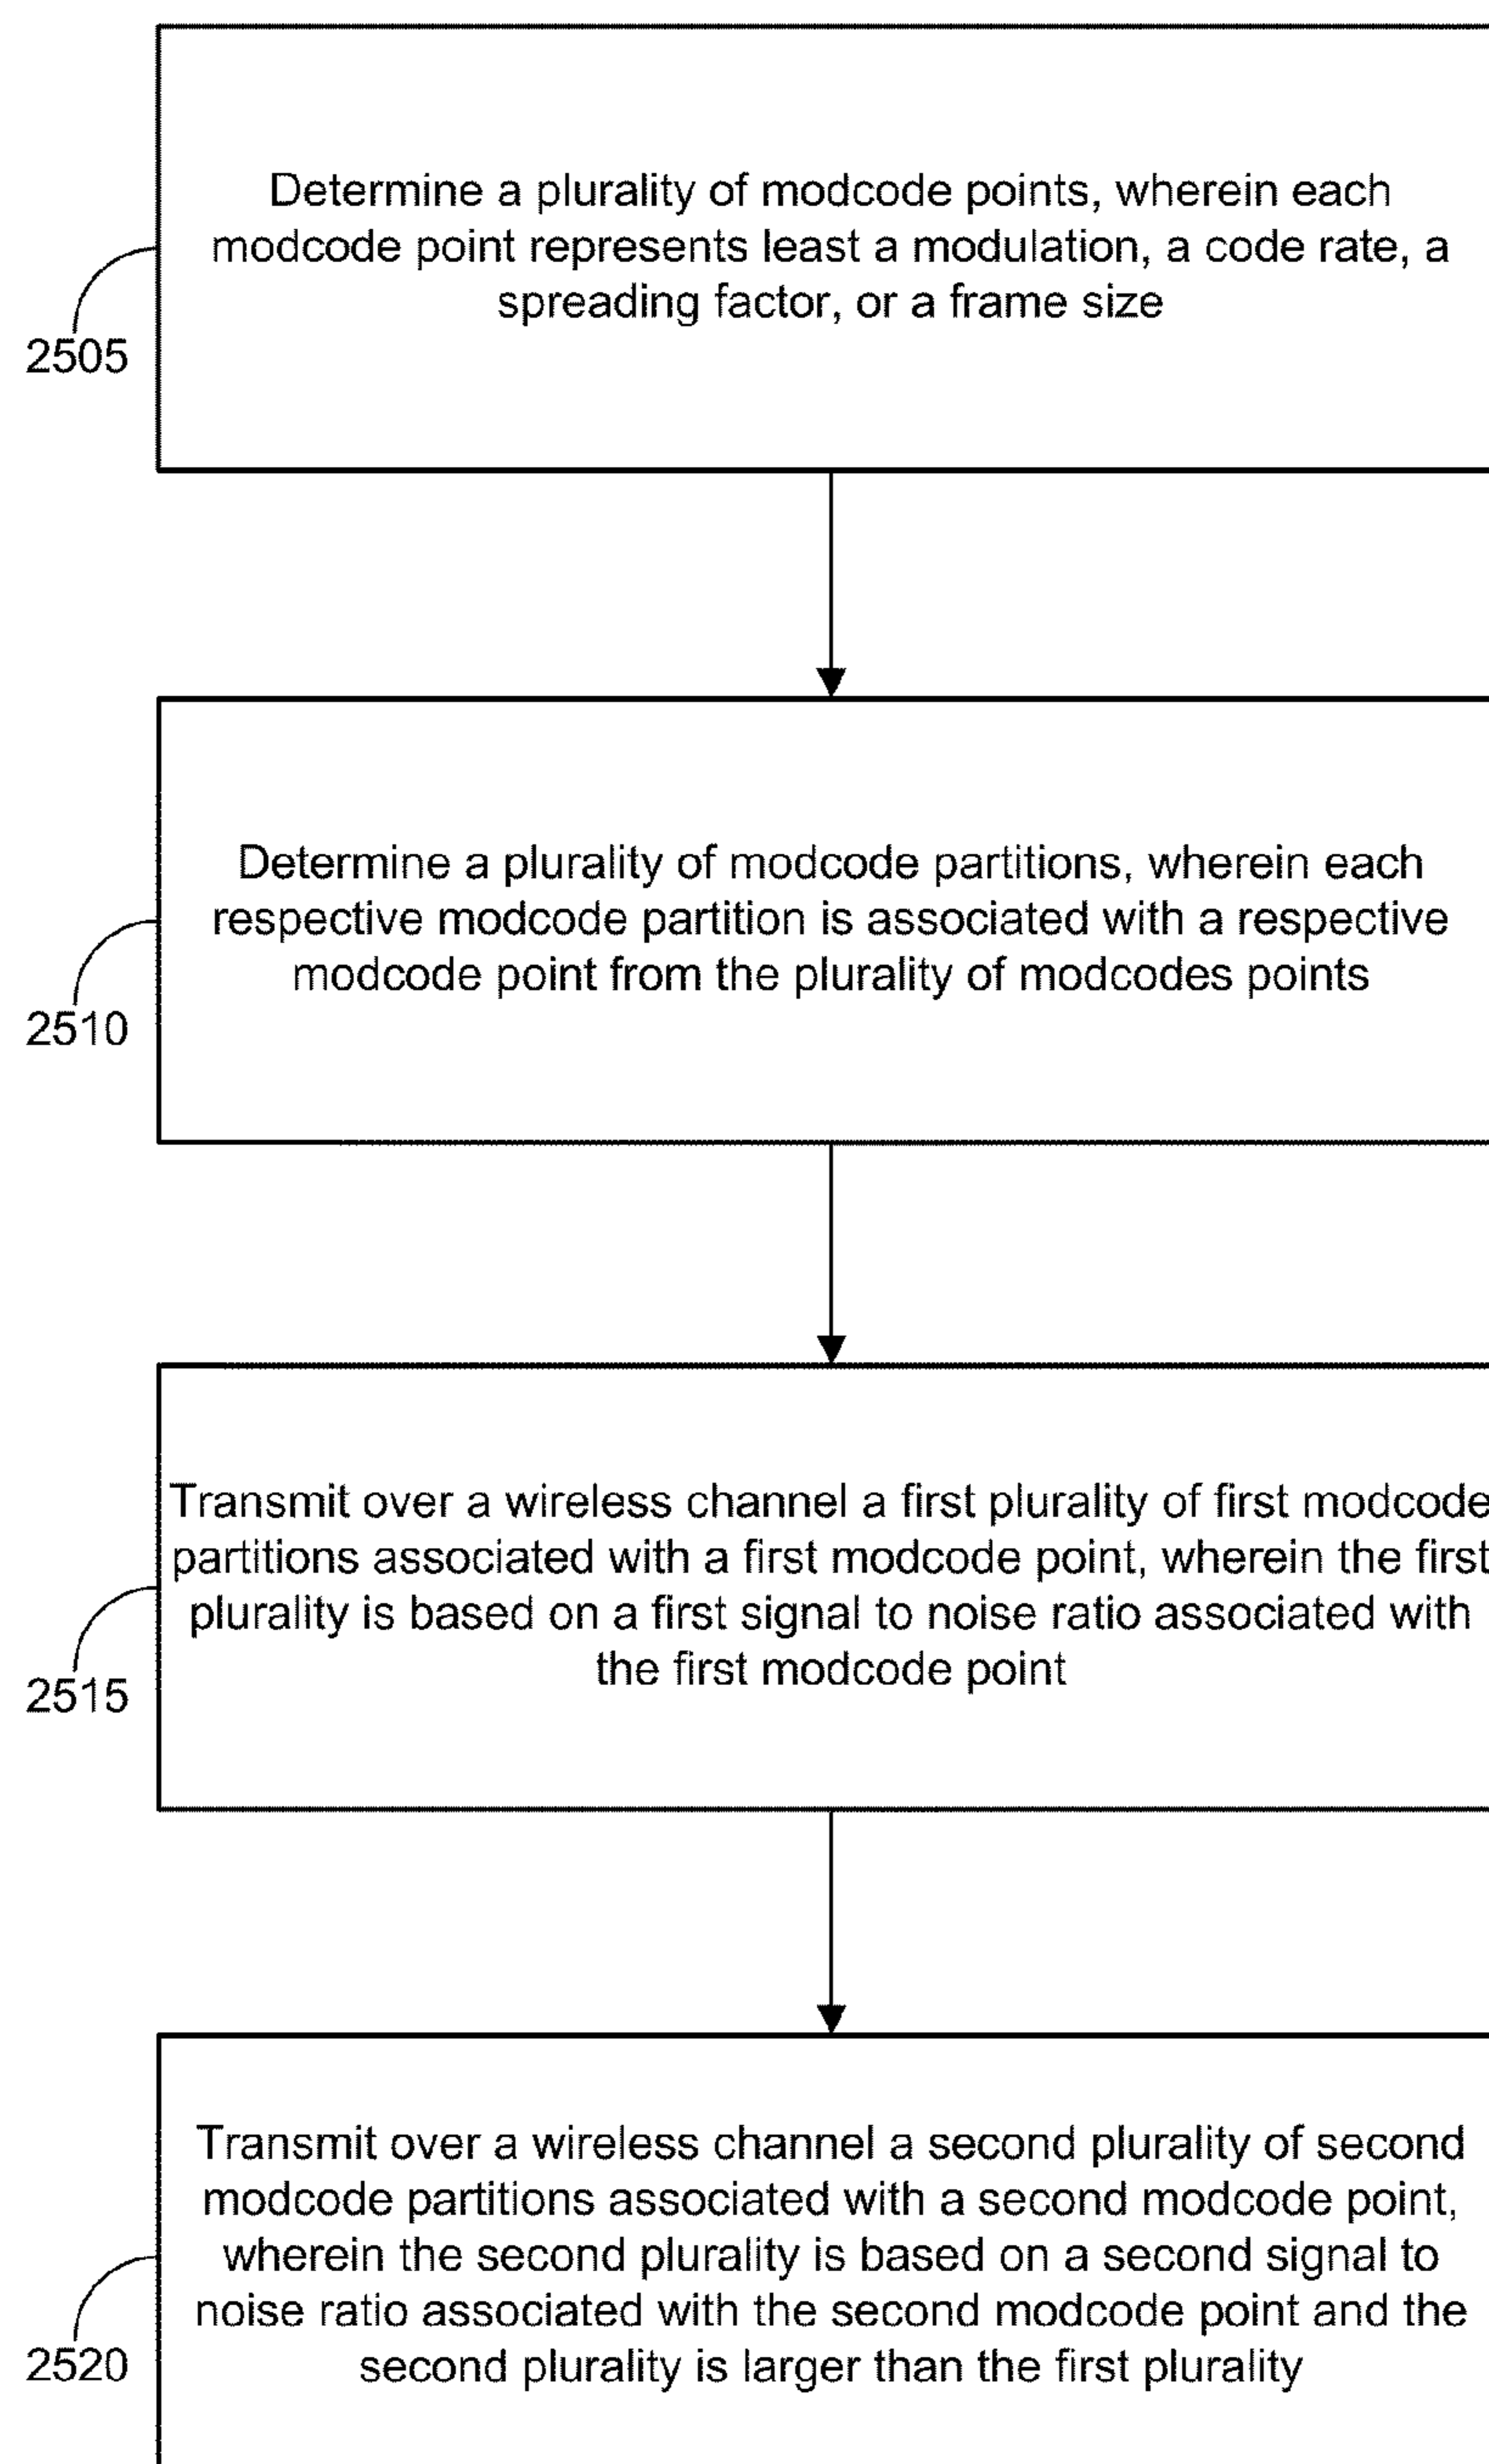 Determine a plurality of modcode points, wherein each
modcode point represents least a modulation, a code rate, a
spreading factor, or a frame size
2505
Determine a plurality of modcode partitions, wherein each
respective modcode partition is associated with a respective
modcode point from the plurality of modcodes points
2510
Transmit over a wireless channel a first plurality of first modcode
partitions associated with a first modcode point, wherein the first
plurality is based on a first signal to noise ratio associated with
the first modcode point
2515
Transmit over a wireless channel a second plurality of second
modcode partitions associated with a second modcode point,
wherein the second plurality is based on a second signal to
noise ratio associated with the second modcode point and the
second plurality is larger than the first plurality
2520